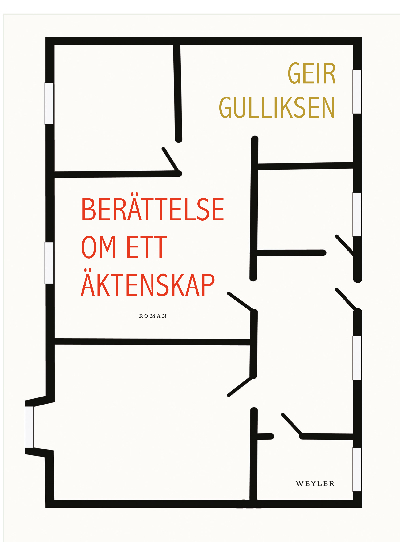 GEIR
GULLIKSEN
BERÄTTELSE
OM ETT
ÄKTENSKAP
ROMAN
WEYLER